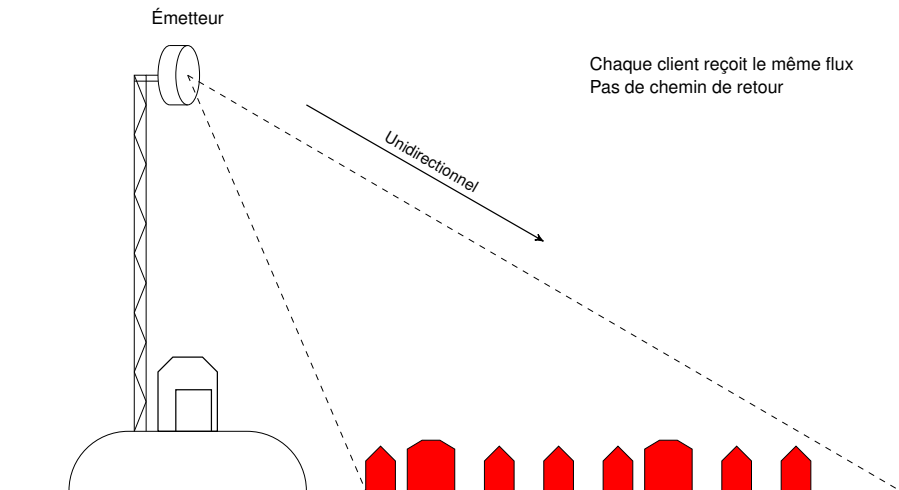 Émetteur
Chaque client reçoit le même flux
Pas de chemin de retour
Unidirectionnel